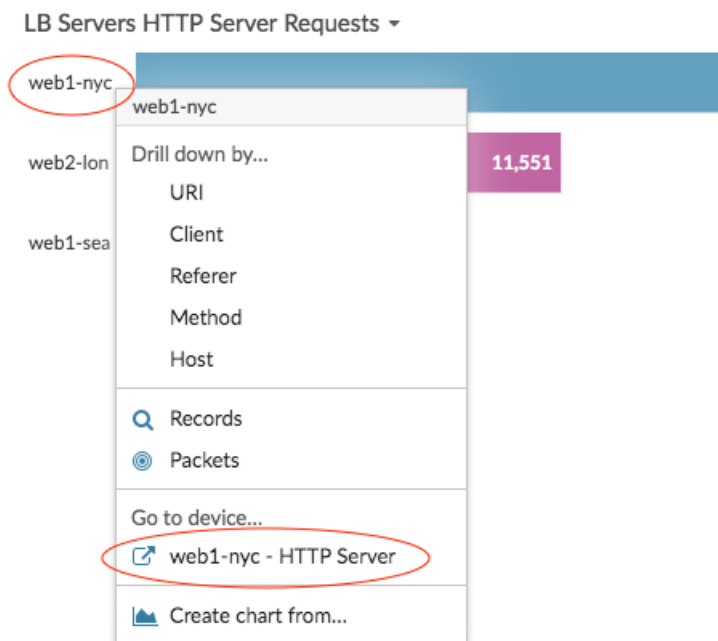 LB Servers HTTP Server Requests
web1-nyc
web1-nyc
Drill down by...
web2-lon
11,551
URI
Client
web1-sea
Referer
Method
Host
Records
Packets
Go to device...
web1-nyc - HTTP Server
Create chart from...